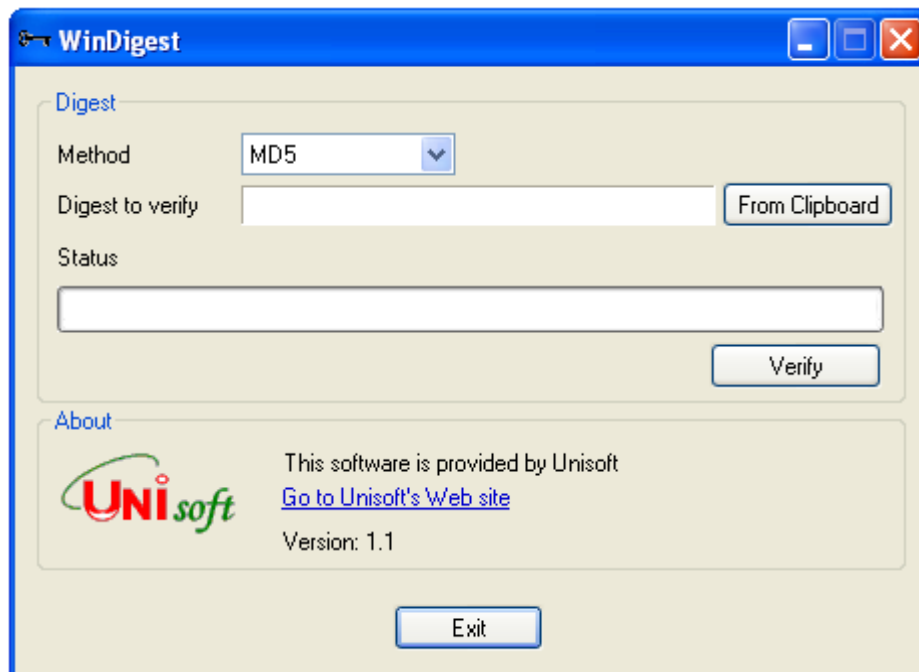 WinDigest
Digest
Method MD5
Digest to verify From Clipboard
Status
Verify
About
UNIsoft
This software is provided by Unisoft
Go to Unisoft's Web site
Version: 1.1
Exit